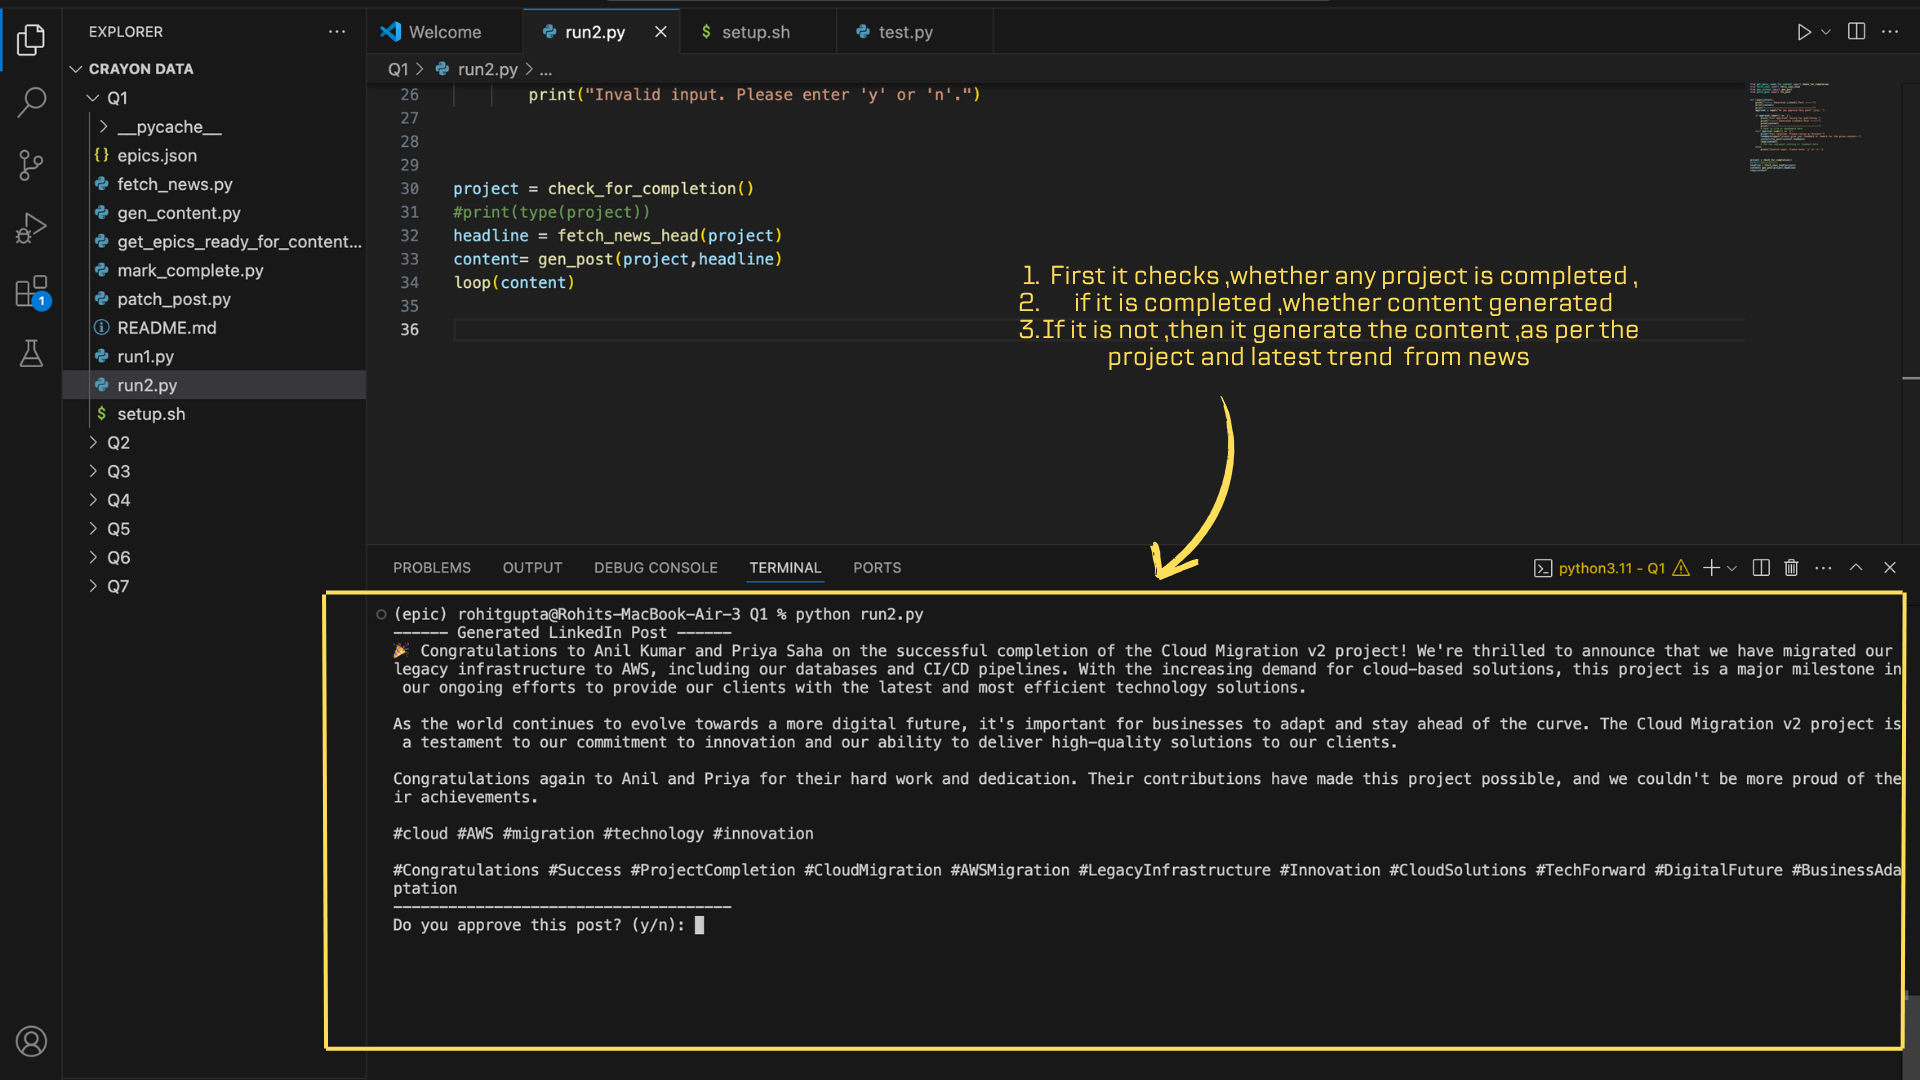 EXPLORER
CRAYON DATA
Q1
__pycache__
{} epics.json
fetch_news.py
gen_content.py
get_epics_ready_for_content...
mark_complete.py
patch_post.py
README.md
run1.py
run2.py
$ setup.sh
Q2
Q3
Q4
Q5
Q6
Q7
1
Welcome
run2.py
$ setup.sh
test.py
Q1 > run2.py > ...
26 print("Invalid input. Please enter 'y' or 'n'.")
27
28
29
30 project = check_for_completion()
31 #print(type(project))
32 headline = fetch_news_head(project)
33 content= gen_post(project,headline)
34 loop(content)
35
36
1. First it checks ,whether any project is completed ,
2. if it is completed ,whether content generated
3.If it is not ,then it generate the content ,as per the
project and latest trend from news
PROBLEMS OUTPUT DEBUG CONSOLE TERMINAL PORTS
python3.11 - Q1
(epic) rohitgupta@Rohits-MacBook-Air-3 Q1 % python run2.py
------ Generated LinkedIn Post ------
🎉 Congratulations to Anil Kumar and Priya Saha on the successful completion of the Cloud Migration v2 project! We're thrilled to announce that we have migrated our
legacy infrastructure to AWS, including our databases and CI/CD pipelines. With the increasing demand for cloud-based solutions, this project is a major milestone in
our ongoing efforts to provide our clients with the latest and most efficient technology solutions.
As the world continues to evolve towards a more digital future, it's important for businesses to adapt and stay ahead of the curve. The Cloud Migration v2 project is
a testament to our commitment to innovation and our ability to deliver high-quality solutions to our clients.
Congratulations again to Anil and Priya for their hard work and dedication. Their contributions have made this project possible, and we couldn't be more proud of the
ir achievements.
#cloud #AWS #migration #technology #innovation
#Congratulations #Success #ProjectCompletion #CloudMigration #AWSMigration #LegacyInfrastructure #Innovation #CloudSolutions #TechForward #DigitalFuture #BusinessAda
ptation
-------------------------------------
Do you approve this post? (y/n):